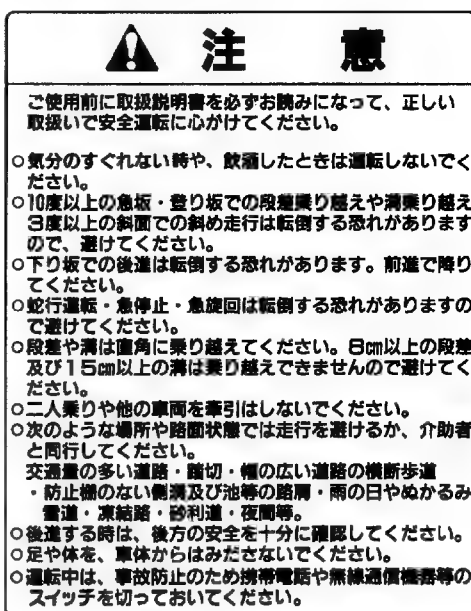 注 意
ご使用前に取扱説明書を必ずお読みになって、正しい
取扱いで安全運転に心がけてください。
○気分のすぐれない時や、飲酒したときは運転しないでく
ださい。
○10度以上の急坂・登り坂での段差乗り越えや溝乗り越え
3度以上の斜面での斜め走行は転倒する恐れがあります
ので、避けてください。
○下り坂での後進は転倒する恐れがあります。前進で降り
てください。
○蛇行運転・急停止・急旋回は転倒する恐れがありますの
で避けてください。
○段差や溝は直角に乗り越えてください。8cm以上の段差
及び15cm以上の溝は乗り越えできませんので避けてく
ださい。
○二人乗りや他の車両を牽引はしないでください。
○次のような場所や路面状態では走行を避けるか、介助者
と同行してください。
交通量の多い道路・踏切・幅の広い道路の横断歩道
・防止柵のない側溝及び池等の路肩・雨の日やぬかるみ
雪道・凍結路・砂利道・夜間等。
○後進する時は、後方の安全を十分に確認してください。
○足や体を、車体からはみださないでください。
○運転中は、事故防止のため携帯電話や無線通信機器等の
スイッチを切っておいてください。